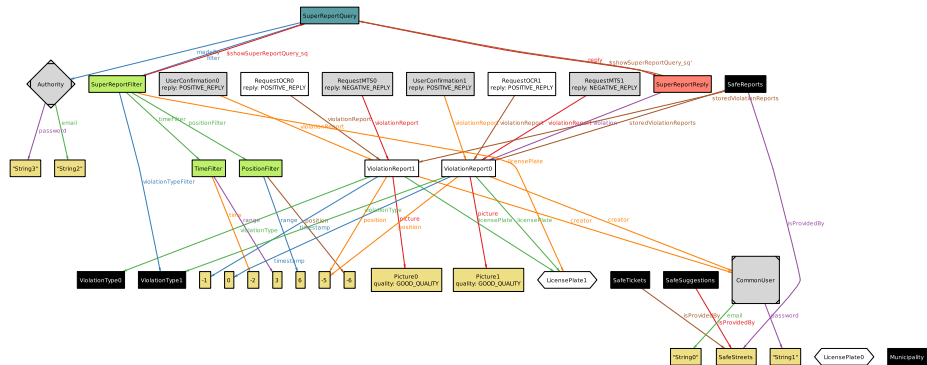 SuperReportQuery
madeBy
filter
$showSuperReportQuery_sq
reply
$showSuperReportQuery_sq'
Authority
SuperReportFilter
UserConfirmation0
reply: POSITIVE_REPLY
RequestOCR0
reply: POSITIVE_REPLY
RequestMTS0
reply: NEGATIVE_REPLY
UserConfirmation1
reply: POSITIVE_REPLY
RequestOCR1
reply: POSITIVE_REPLY
RequestMTS1
reply: NEGATIVE_REPLY
SuperReportReply
SafeReports
storedViolationReports
timeFilter
positionFilter
violationReport
violationReport
violationReport
violationReport
violationReport
violationReport
violation
storedViolationReports
email
password
licensePlate
"String3"
"String2"
TimeFilter
PositionFilter
ViolationReport1
ViolationReport0
violationTypeFilter
isProvidedBy
time
range
range
position
violationType
picture
position
picture
licensePlate
licensePlate
creator
creator
violationType
timestamp
position
timestamp
ViolationType0
ViolationType1
-1
0
-2
3
6
-5
-6
Picture0
quality: GOOD_QUALITY
Picture1
quality: GOOD_QUALITY
LicensePlate1
SafeTickets
SafeSuggestions
CommonUser
isProvidedBy
isProvidedBy
email
password
"String0"
SafeStreets
"String1"
LicensePlate0
Municipality